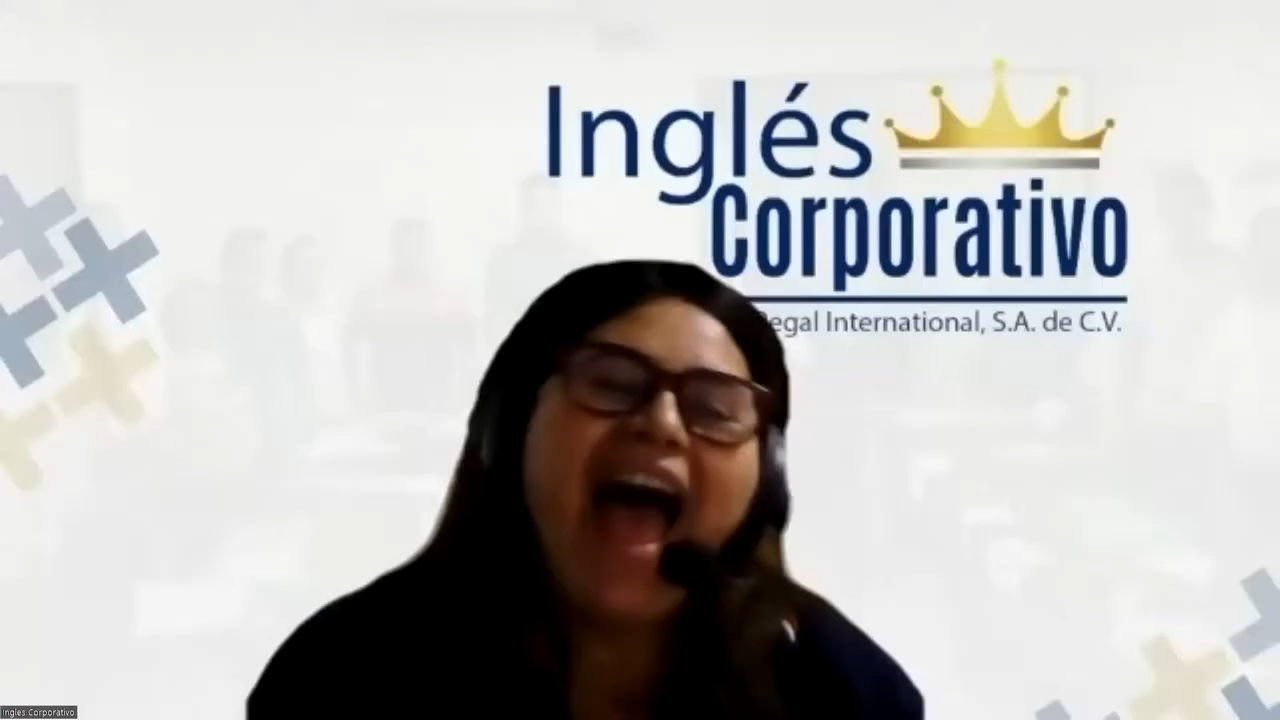 Inglés
Corporativo
egal International, S.A. de C.V.
Ingles Corporativo